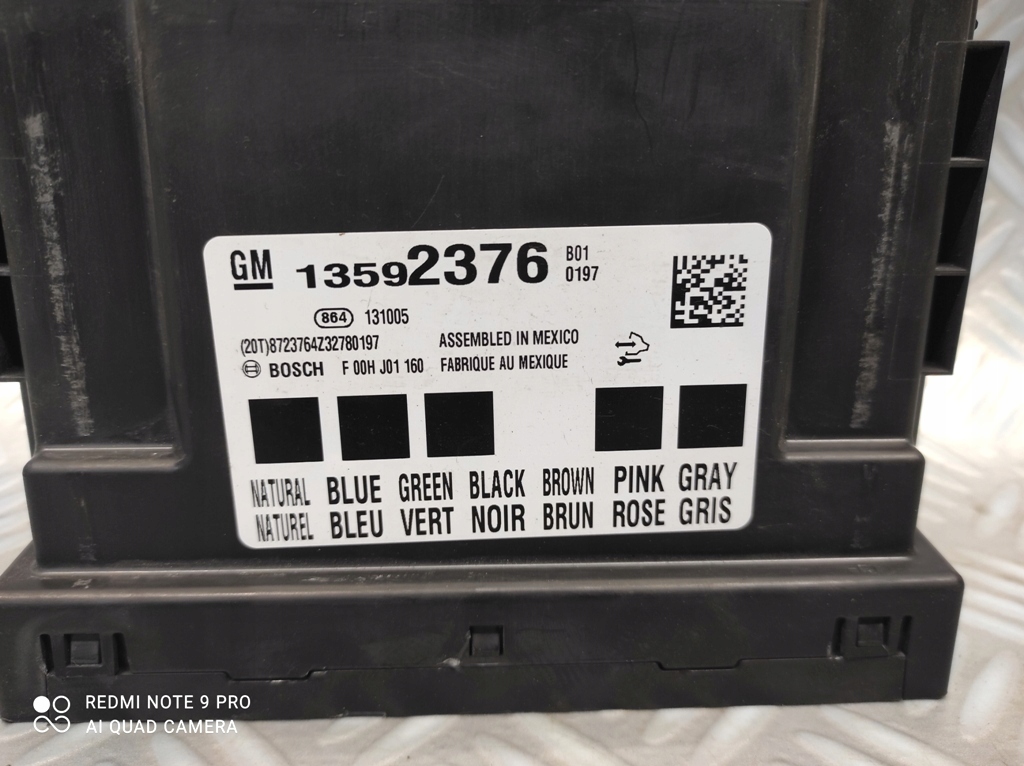 GM 13592376 B01
0197
864 131005
(20T)8723764Z32780197 ASSEMBLED IN MEXICO
BOSCH F 00H J01 160 FABRIQUE AU MEXIQUE
NATURAL BLUE GREEN BLACK BROWN PINK GRAY
NATUREL BLEU VERT NOIR BRUN ROSE GRIS
REDMI NOTE 9 PRO
AI QUAD CAMERA